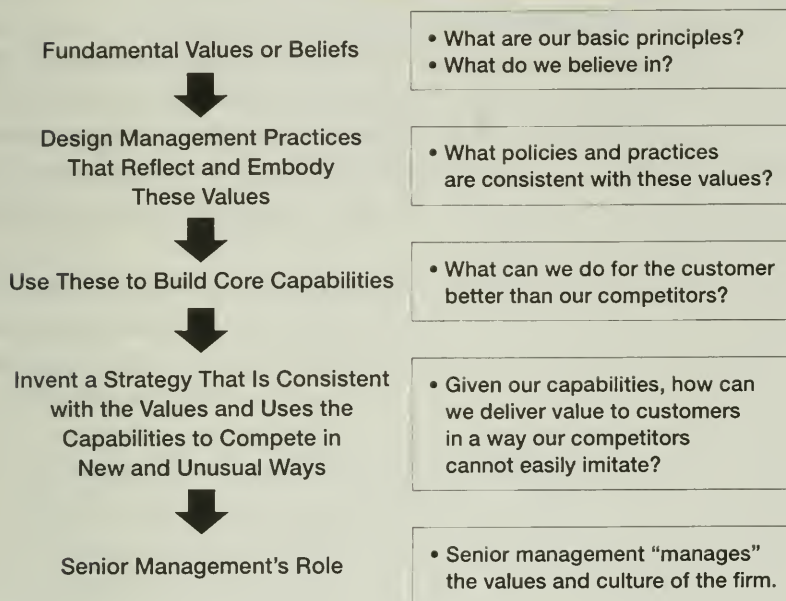 Fundamental Values or Beliefs
• What are our basic principles?
• What do we believe in?
Design Management Practices
That Reflect and Embody
These Values
• What policies and practices
are consistent with these values?
Use These to Build Core Capabilities
• What can we do for the customer
better than our competitors?
Invent a Strategy That Is Consistent
with the Values and Uses the
Capabilities to Compete in
New and Unusual Ways
• Given our capabilities, how can
we deliver value to customers
in a way our competitors
cannot easily imitate?
Senior Management's Role
• Senior management “manages”
the values and culture of the firm.